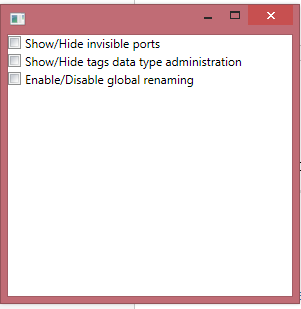 Show/Hide invisible ports
Show/Hide tags data type administration
Enable/Disable global renaming